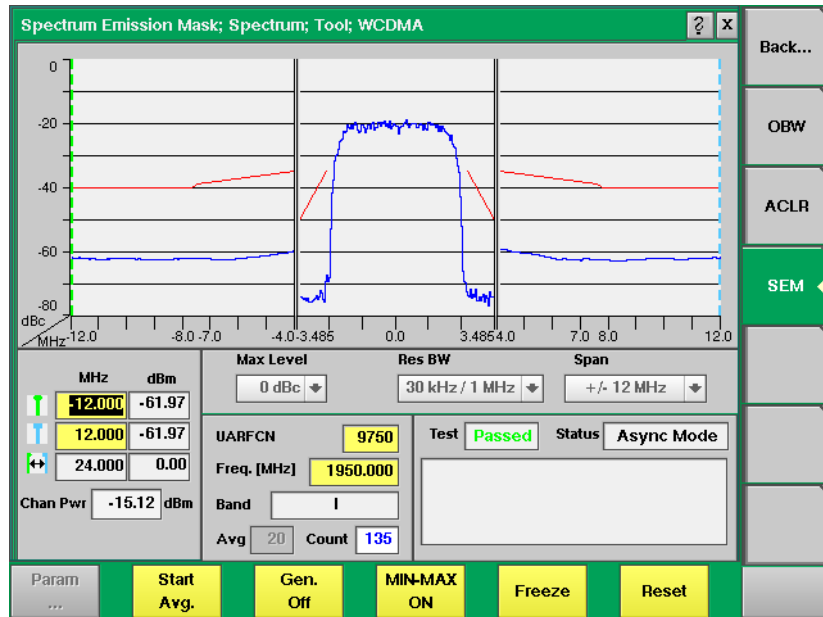 Spectrum Emission Mask; Spectrum; Tool; WCDMA ? X
Back...
OBW
ACLR
SEM
0
-20
-40
-60
-80
dBc
MHz
-12.0 -8.0 -7.0 -4.0 -3.485 0.0 3.485 4.0 7.0 8.0 12.0
Max Level Res BW Span
0 dBc 30 kHz / 1 MHz +/- 12 MHz
MHz dBm
-12.000 -61.97
12.000 -61.97
24.000 0.00
Chan Pwr -15.12 dBm
UARFCN 9750
Freq. [MHz] 1950.000
Band I
Avg 20 Count 135
Test Passed Status Async Mode
Param
...
Start
Avg.
Gen.
Off
MIN-MAX
ON
Freeze
Reset